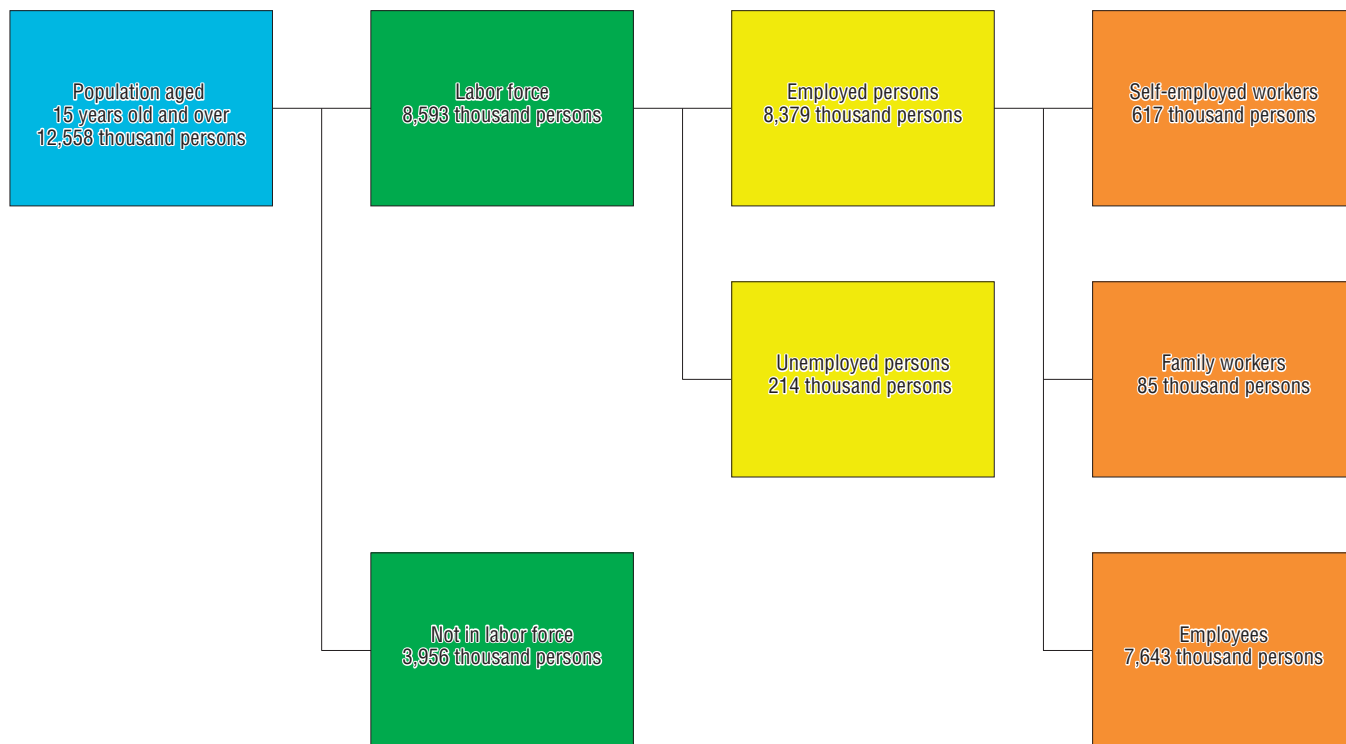 Population aged
15 years old and over
12,558 thousand persons
Labor force
8,593 thousand persons
Employed persons
8,379 thousand persons
Self-employed workers
617 thousand persons
Unemployed persons
214 thousand persons
Family workers
85 thousand persons
Not in labor force
3,956 thousand persons
Employees
7,643 thousand persons